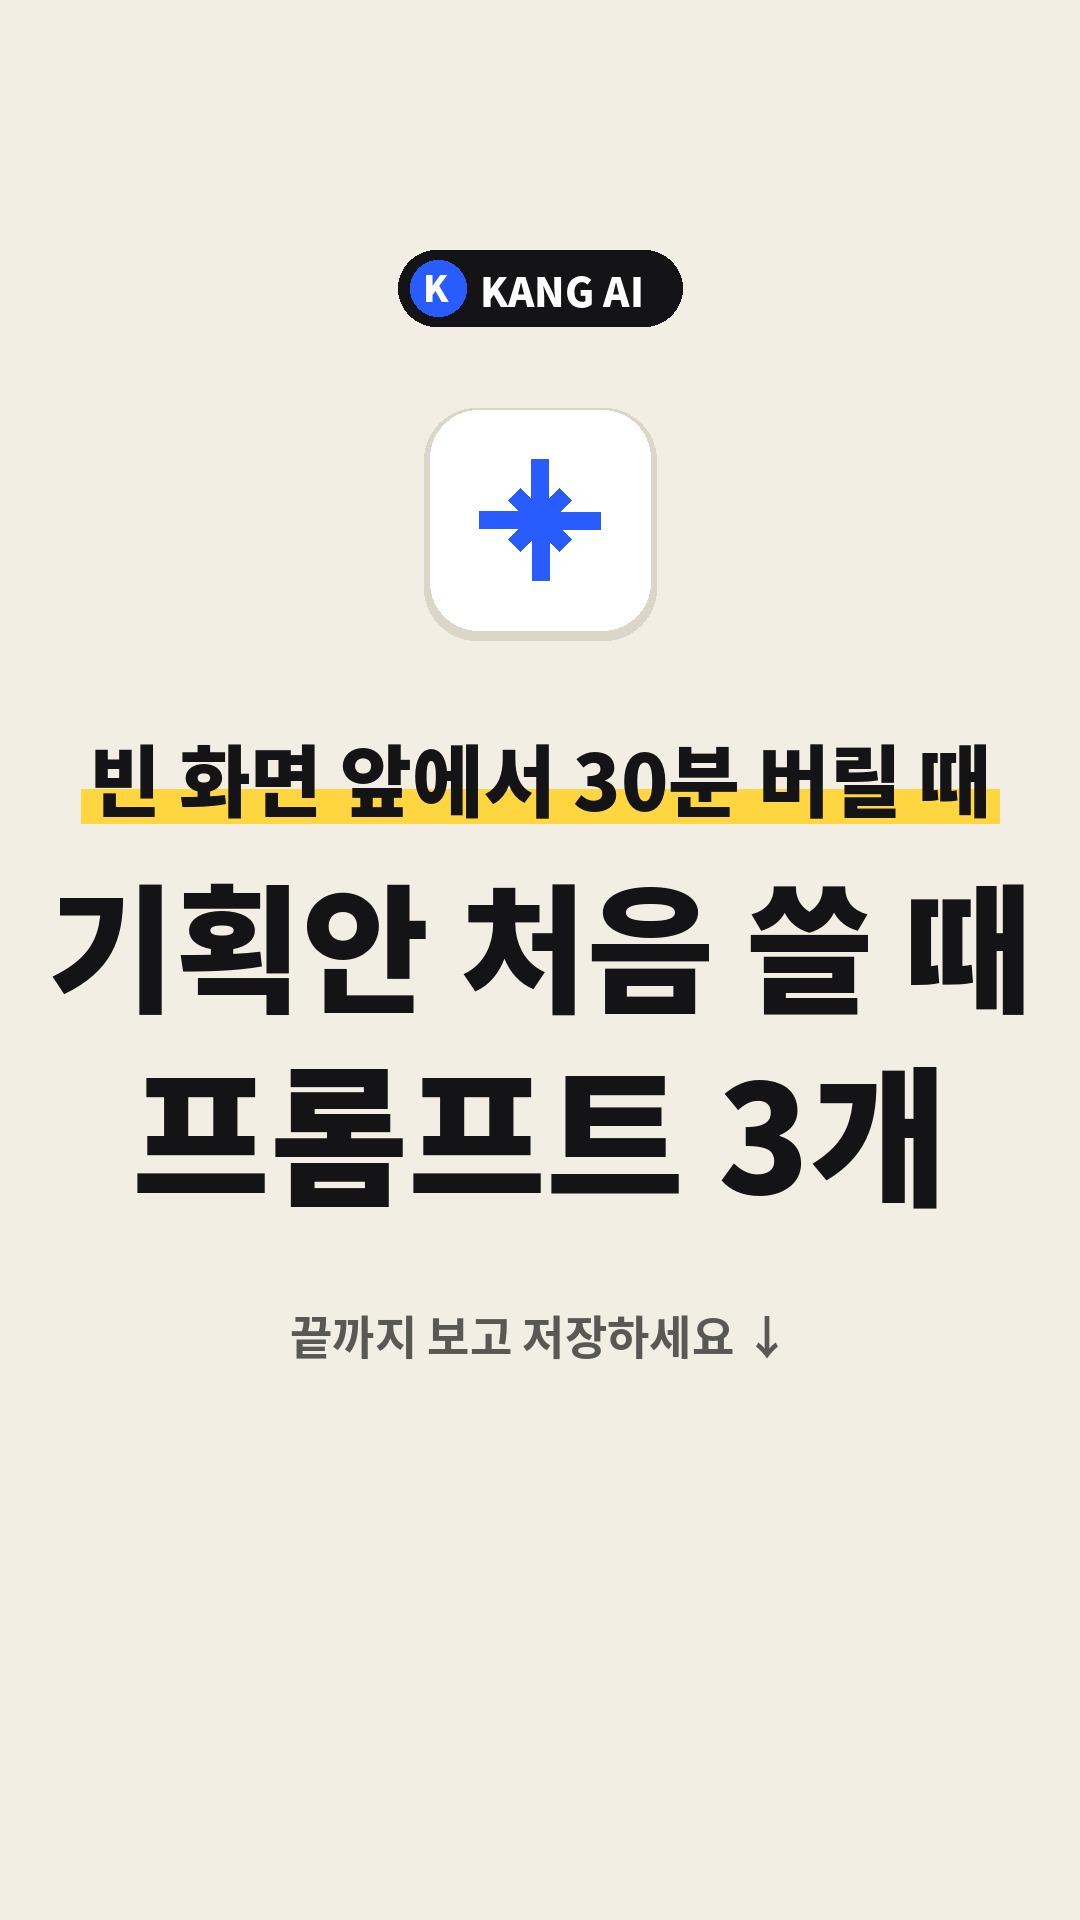 K KANG AI
빈 화면 앞에서 30분 버릴 때
기획안 처음 쓸 때
프롬프트 3개
끝까지 보고 저장하세요 ↓